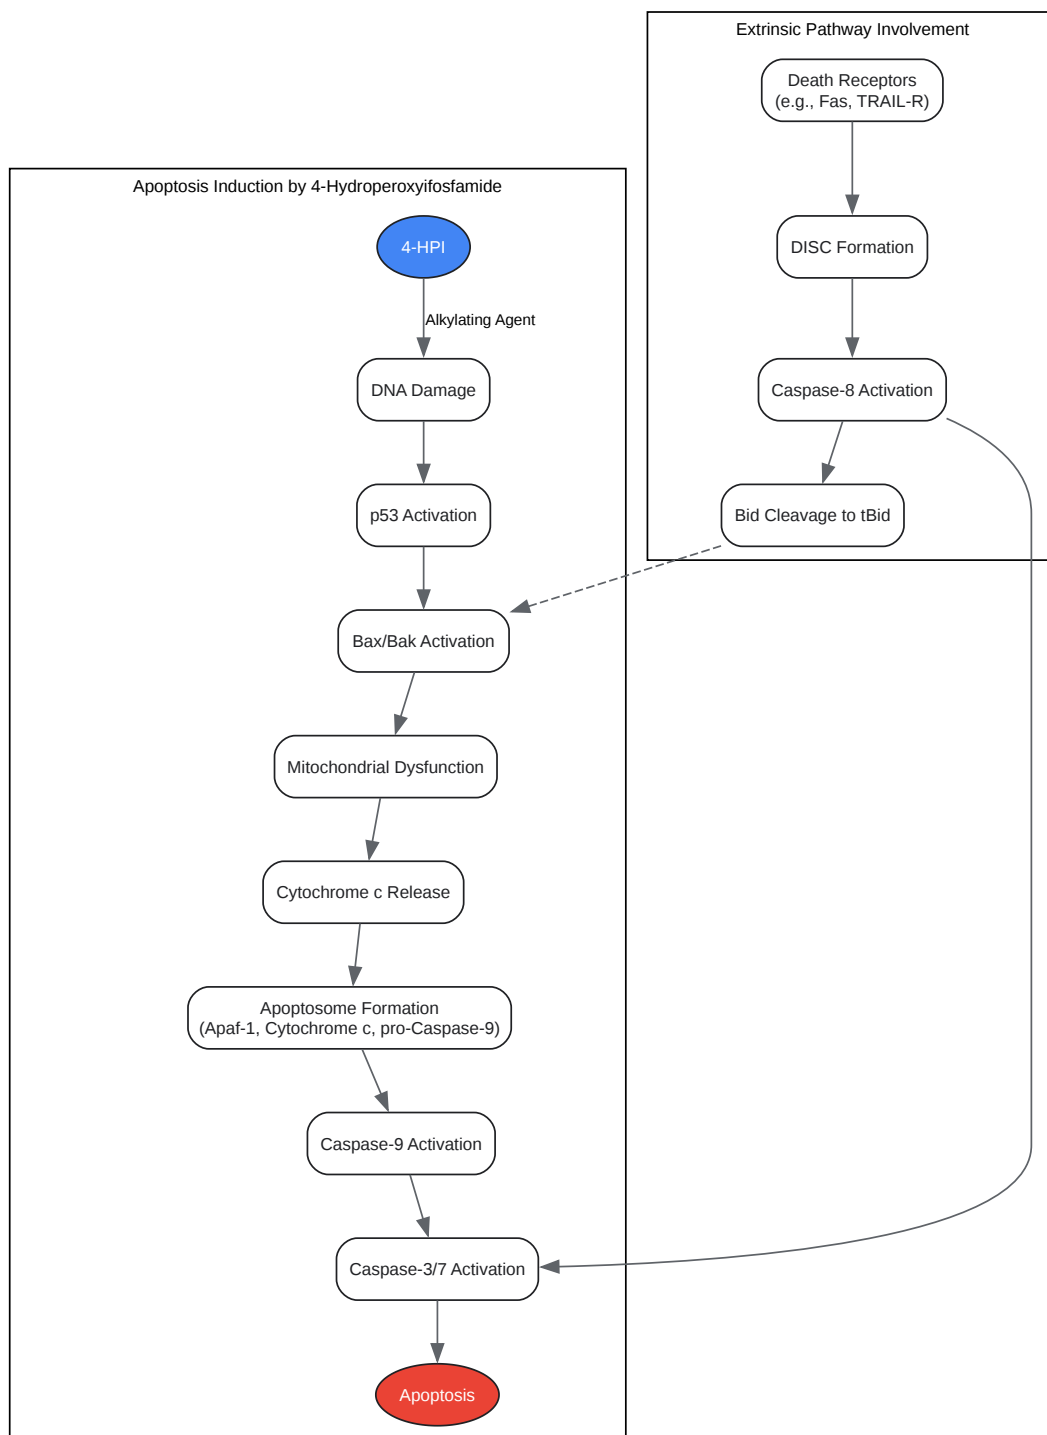 Extrinsic Pathway Involvement
Death Receptors
(e.g., Fas, TRAIL-R)
DISC Formation
Caspase-8 Activation
Bid Cleavage to tBid
Apoptosis Induction by 4-Hydroperoxyifosfamide
4-HPI
Alkylating Agent
DNA Damage
p53 Activation
Bax/Bak Activation
Mitochondrial Dysfunction
Cytochrome c Release
Apoptosome Formation
(Apaf-1, Cytochrome c, pro-Caspase-9)
Caspase-9 Activation
Caspase-3/7 Activation
Apoptosis